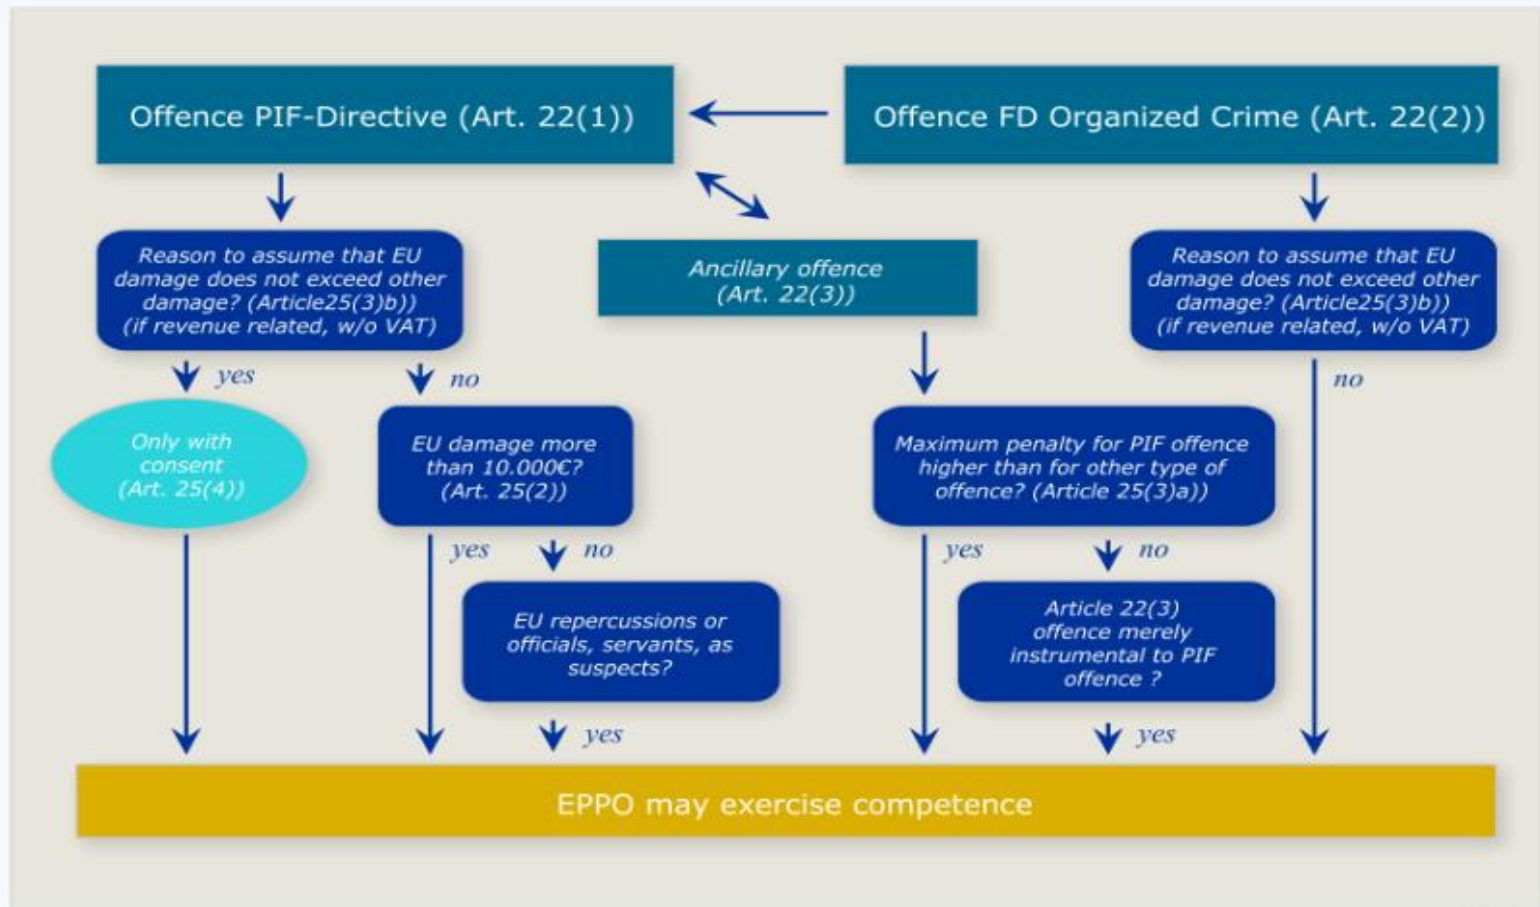 Offence PIF-Directive (Art. 22(1))
Offence FD Organized Crime (Art. 22(2))
Reason to assume that EU
damage does not exceed other
damage? (Article25(3)b))
(if revenue related, w/o VAT)
Ancillary offence
(Art. 22(3))
Reason to assume that EU
damage does not exceed other
damage? (Article25(3)b))
(if revenue related, w/o VAT)
yes
no
no
Only with
consent
(Art. 25(4))
EU damage more
than 10.000€?
(Art. 25(2))
Maximum penalty for PIF offence
higher than for other type of
offence? (Article 25(3)a))
yes
no
yes
no
EU repercussions or
officials, servants, as
suspects?
Article 22(3)
offence merely
instrumental to PIF
offence ?
yes
yes
EPPO may exercise competence